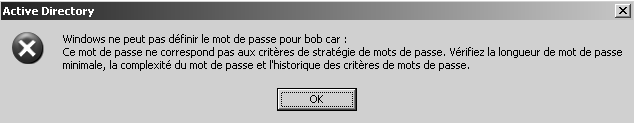 Active Directory
Windows ne peut pas définir le mot de passe pour bob car :
Ce mot de passe ne correspond pas aux critères de stratégie de mots de passe. Vérifiez la longueur de mot de passe
minimale, la complexité du mot de passe et l'historique des critères de mots de passe.
OK